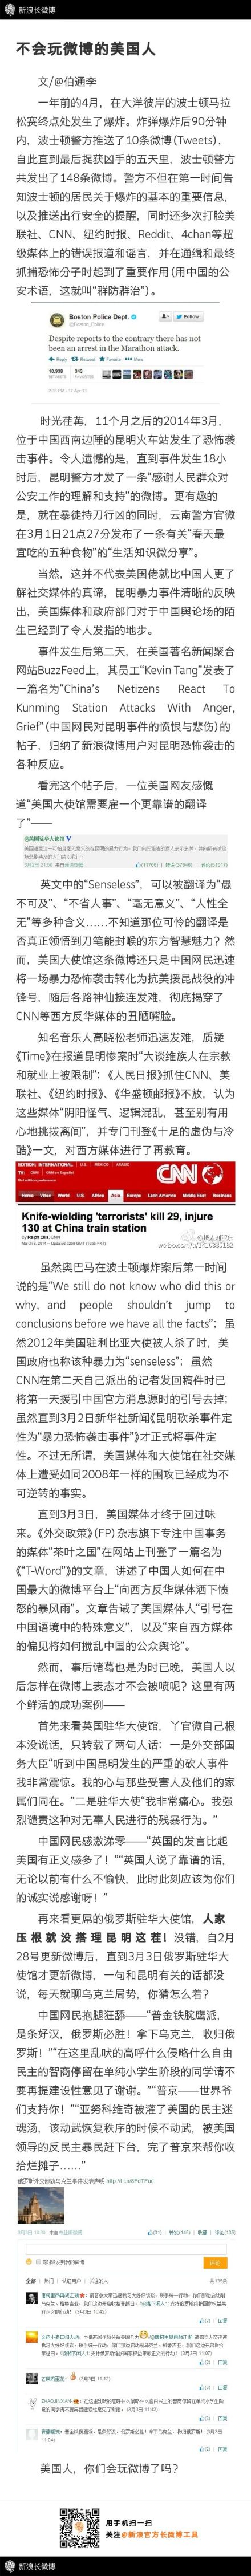 新浪长微博
不会玩微博的美国人
文/@伯通李
一年前的4月，在大洋彼岸的波士顿马拉
松赛终点处发生了爆炸。炸弹爆炸后90分钟
内，波士顿警方推送了10条微博(Tweets)，
自此直到最后捉获凶手的五天里，波士顿警方
共发出了148条微博。警方不但在第一时间告
知波士顿的居民关于爆炸的基本的重要信息，
以及推送出行安全的提醒，同时还多次打脸美
联社、CNN、纽约时报、Reddit、4chan等超
级媒体上的错误报道和谣言，并在通缉和最终
抓捕恐怖分子时起到了重要作用(用中国的公
安术语，这就叫“群防群治”)。
Boston Police Dept.
@Boston_Police
Follow
Despite reports to the contrary there has not
been an arrest in the Marathon attack.
Reply Retweet Favorite More
2:33 PM - 17 Apr 13
时光荏苒，11个月之后的2014年3月，
位于中国西南边陲的昆明火车站发生了恐怖袭
击事件。令人遗憾的是，直到事件发生18小
时后，昆明警方才发了一条“感谢人民群众对
公安工作的理解和支持”的微博。更有趣的
是，就在暴徒持刀行凶的同时，云南警方官微
在3月1日21点27分发布了一条有关“春天最
宜吃的五种食物”的“生活知识微分享”。
当然，这并不代表美国佬就比中国人更了
解社交媒体的真谛，昆明暴力事件清晰的反映
出，美国媒体和政府部门对于中国舆论场的陌
生已经到了令人发指的地步。
事件发生后第二天，在美国著名新闻聚合
网站BuzzFeed上，其员工“Kevin Tang”发表了
一篇名为“China's Netizens React To
Kunming Station Attacks With Anger,
Grief”(中国网民对昆明事件的愤慨与悲伤)的
帖子，归纳了新浪微博用户对昆明恐怖袭击的
各种反应。
看完这个帖子后，一位美国网友感慨
道“美国大使馆需要雇一个更靠谱的翻译
了”——
@美国驻华大使馆
英文中的“Senseless”，可以被翻译为“愚
不可及”、“不省人事”、“毫无意义”、“人性全
无”等多种含义……不知道那位可怜的翻译是
否真正领悟到刀笔能封喉的东方智慧魅力？然
而，美国大使馆这条微博还只是中国网民迅速
将一场暴力恐怖袭击转化为抗美援昆战役的冲
锋号，随后各路神仙接连发现，彻底揭穿了
CNN等西方反华媒体的丑陋嘴脸。
知名音乐人高晓松老师迅速发难，质疑
《Time》在报道昆明惨案时“大谈维族人在宗教
和就业上被限制”；《人民日报》抓住CNN、美
联社、《纽约时报》、《华盛顿邮报》不放，认为
这些媒体“阴阳怪气、逻辑混乱，甚至别有用
心地挑拨离间”，并专门刊登《十足的虚伪与冷
酷》一文，对西方媒体进行了再教育。
CNN
Home Video World U.S. Africa Asia Europe Latin America Middle East Business
Knife-wielding 'terrorists' kill 29, injure
130 at China train station
虽然奥巴马在波士顿爆炸案后第一时间
说的是“We still do not know who did this or
why, and people shouldn't jump to
conclusions before we have all the facts”；虽
然2012年美国驻利比亚大使被人杀了时，美
国政府也称该种暴力为“senseless”；虽然
CNN在第二天自己派出的记者发回稿件时已
将第一天援引中国官方消息源时的引号去掉；
虽然直到3月2日新华社新闻《昆明砍杀事件定
性为“暴力恐怖袭击事件”》才正式将事件定
性。不过无所谓，美国媒体和大使馆在社交媒
体上遭受如同2008年一样的围攻已经成为不
可逆转的事实。
直到3月3日，美国媒体才终于回过味
来。《外交政策》(FP)杂志旗下专注中国事务
的媒体“茶叶之国”在网站上刊登了一篇名为
《“T-Word”》的文章，讲述了中国人如何在中
国最大的微博平台上“向西方反华媒体洒下愤
怒的暴风雨”。文章告诫了美国媒体人“引号在
中国语境中的特殊意义”，以及“来自西方媒体
的偏见将如何搅乱中国的公众舆论”。
然而，事后诸葛也是为时已晚，美国人以
后怎样在微博上表态才不会被喷呢？这里有两
个鲜活的成功案例——
首先来看英国驻华大使馆，丫官微自己根
本没说话，只转载了两句人话：一是外交部国
务大臣“听到中国昆明发生的严重的砍人事件
我非常震惊。我的心与那些受害人及他们的家
属们同在。”二是驻华大使“我非常痛心。我强
烈谴责这种对无辜人民进行的残暴行为。”
中国网民感激涕零——“英国的发言比起
美国有正义感多了！”“英国人说了靠谱的话，
无论以前有什么不愉快，此时此刻应该为你们
的诚实说感谢呀！”
再来看更屌的俄罗斯驻华大使馆，人家
压根就没搭理昆明这茬！没错，自2月
28号更新微博后，直到3月3日俄罗斯驻华大
使馆才更新微博，一句和昆明有关的话都没
说，每天就聊乌克兰局势，你猜怎么着？
中国网民抱腿狂舔——“普金铁腕鹰派，
是条好汉，俄罗斯必胜！拿下乌克兰，收归俄
罗斯！”“在这里乱吠的高呼什么侵略什么自由
民主的智商停留在单纯小学生阶段的同学请不
要再提建设性意见了谢谢。”“普京——世界爷
们支持你！”“亚努科维奇被灌了美国的民主迷
魂汤，该动武恢复秩序的时候不动武，被美国
领导的反民主暴民赶下台，完了普京来帮你收
拾烂摊子……”
美国人，你们会玩微博了吗？
用手机扫一扫
关注@新浪官方长微博工具
新浪长微博